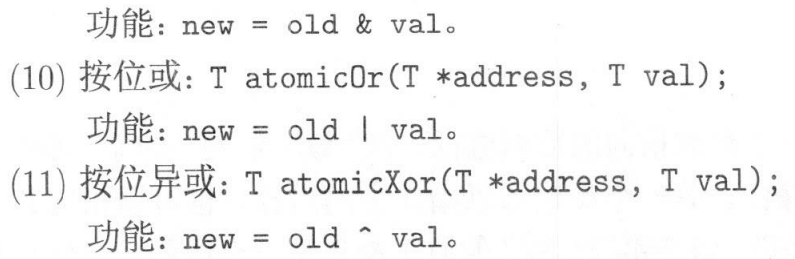 功能: new = old & val。
(10) 按位或: T atomicOr(T *address, T val);
功能: new = old | val。
(11) 按位异或: T atomicXor(T *address, T val);
功能: new = old ^ val。